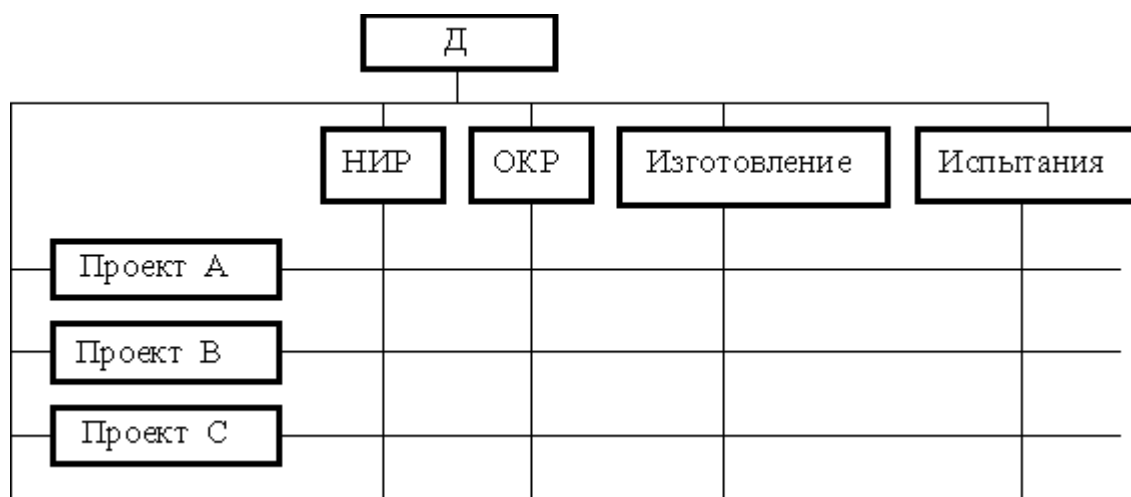 Д
НИР ОКР Изготовление Испытания
Проект А
Проект В
Проект С